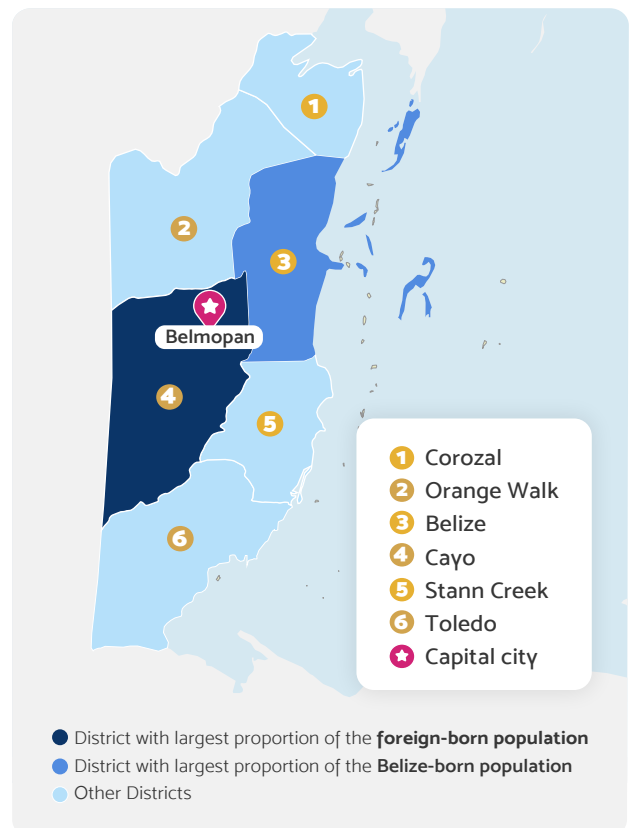 1
2
3
Belmopan
4
5
6
1 Corozal
2 Orange Walk
3 Belize
4 Cayo
5 Stann Creek
6 Toledo
Capital city
District with largest proportion of the foreign-born population
District with largest proportion of the Belize-born population
Other Districts